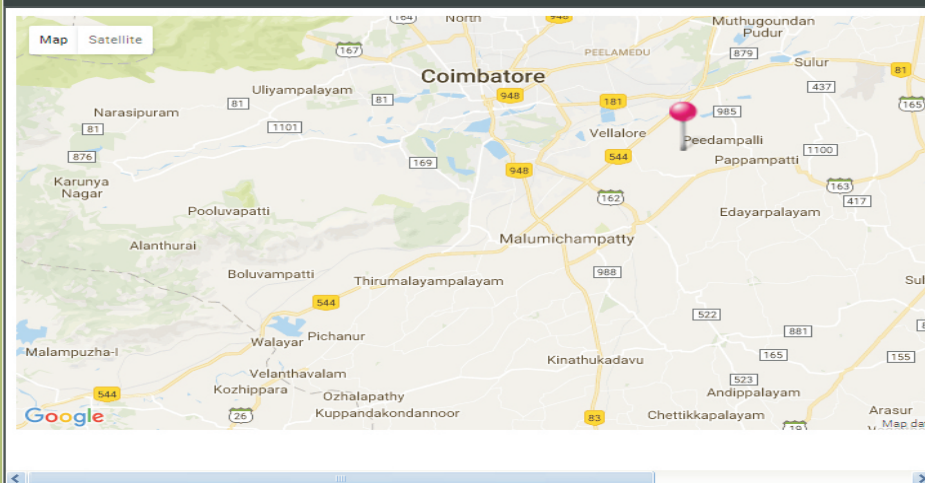 164
North
948
Muthugoundan
Pudur
Map
Satellite
167
PEELAMEDU
879
Sulur
Coimbatore
81
Uliyampalayam
81
948
181
437
Narasipuram
81
985
165
81
1101
Vellalore
Peedampalli
876
169
948
544
Pappampatti
1100
Karunya
Nagar
163
162
417
Pooluvapatti
Edayarpalayam
Alanthurai
Malumichampatty
Boluvampatti
Thirumalayampalayam
988
Sul
544
522
881
Walayar
Pichanur
Malampuzha-I
Kinathukadavu
165
155
Velanthavalam
523
544
Kozhippara
Ozhalapathy
Andippalayam
Google
26
Kuppandakondannoor
83
Chettikkapalayam
Arasur
Map dat
19